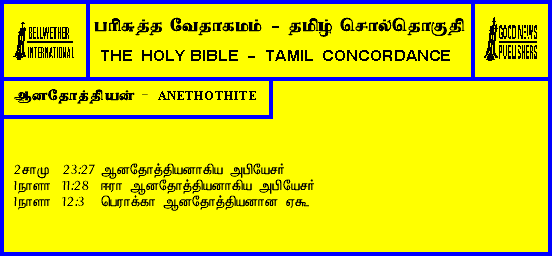 BELLWETHER
INTERNATIONAL
பரிசுத்த வேதாகமம் - தமிழ் சொல்தொகுதி
THE HOLY BIBLE - TAMIL CONCORDANCE
GOOD NEWS
PUBLISHERS
ஆனதோத்தியன் - ANETHOTHITE
2சாமு 23:27 ஆனதோத்தியனாகிய அபியேசர்
1நாளா 11:28 ஈரா ஆனதோத்தியனாகிய அபியேசர்
1நாளா 12:3 பெராக்கா ஆனதோத்தியனான ஏகூ